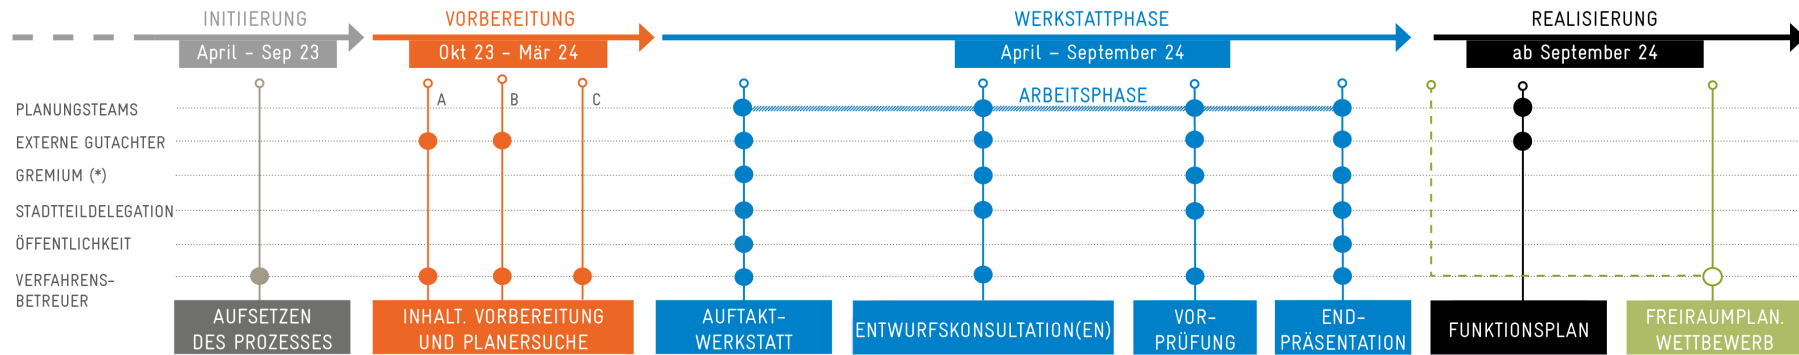 INITIIERUNG
April – Sep 23
VORBEREITUNG
Okt 23 – Mär 24
WERKSTATTPHASE
April – September 24
REALISIERUNG
ab September 24
A
B
C
ARBEITSPHASE
PLANUNGSTEAMS
EXTERNE GUTACHTER
GREMIUM (*)
STADTTEILDELEGATION
ÖFFENTLICHKEIT
VERFAHRENS-
BETREUER
AUFSETZEN
DES PROZESSES
INHALT. VORBEREITUNG
UND PLANERSUCHE
AUFTAKT-
WERKSTATT
ENTWURFSKONSULTATION(EN)
VOR-
PRÜFUNG
END-
PRÄSENTATION
FUNKTIONSPLAN
FREIRAUMPLAN.
WETTBEWERB